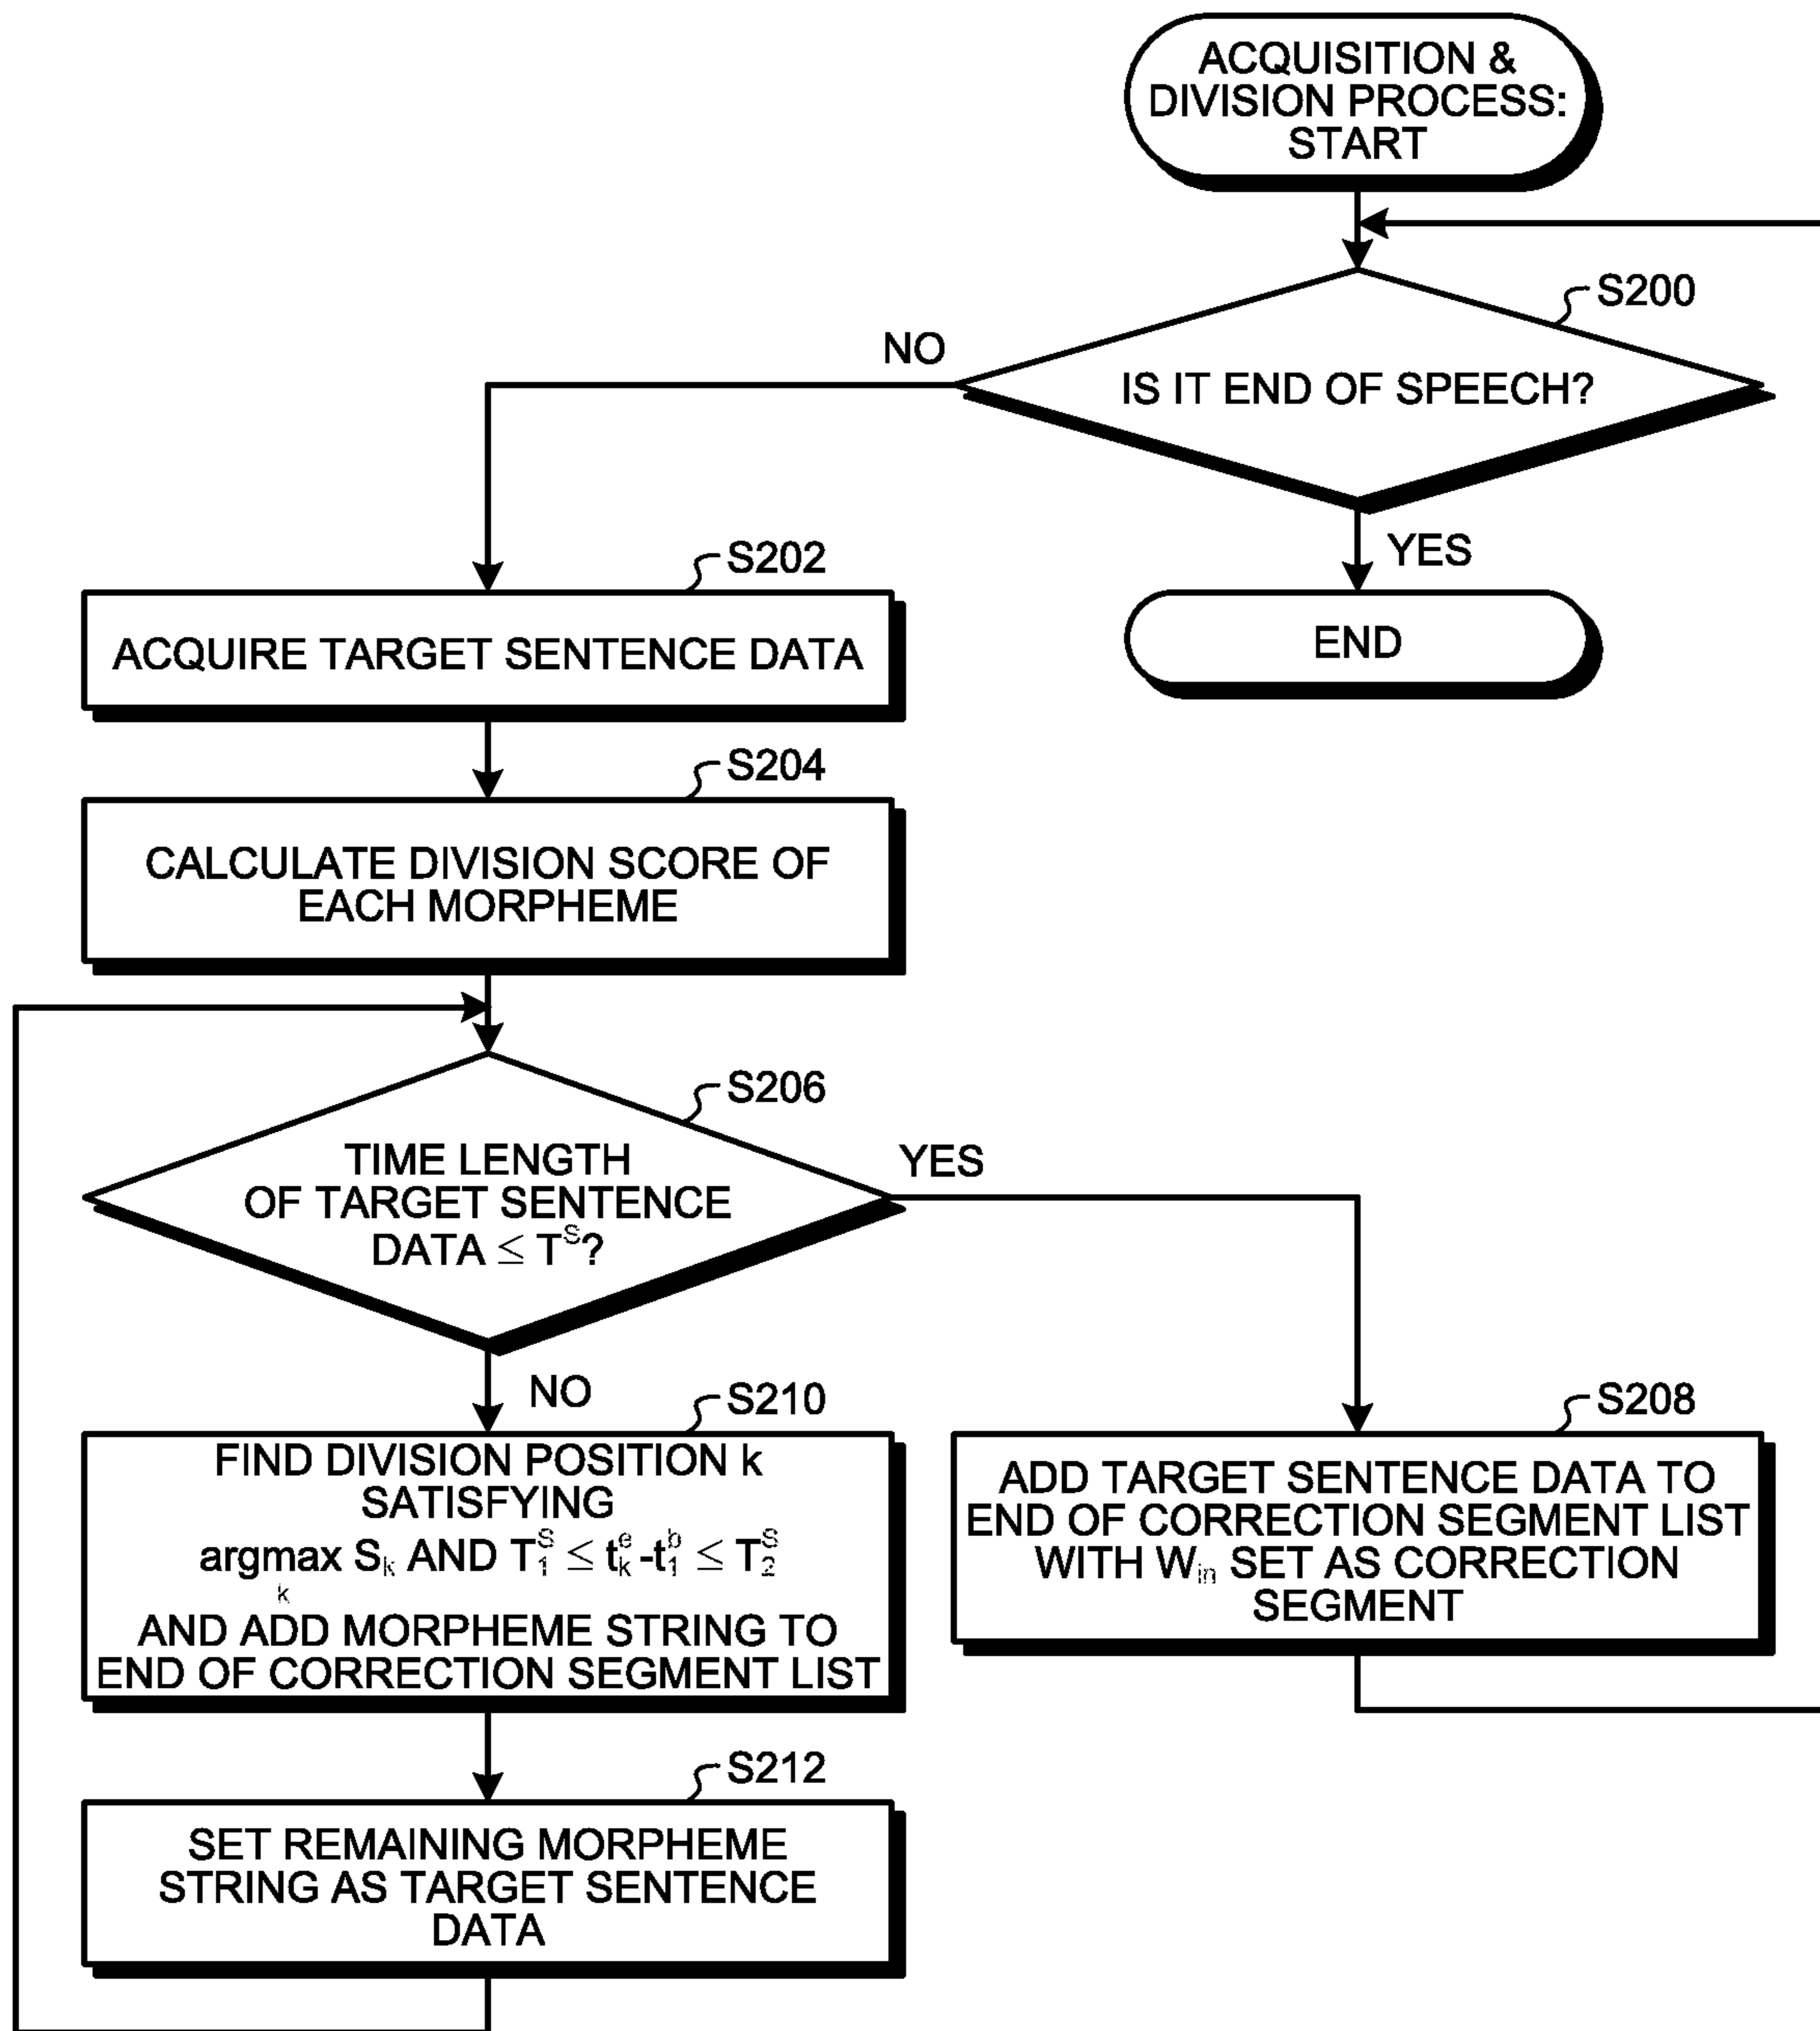 ACQUISITION &
DIVISION PROCESS:
START
S200
IS IT END OF SPEECH?
NO
YES
END
S202
ACQUIRE TARGET SENTENCE DATA
S204
CALCULATE DIVISION SCORE OF
EACH MORPHEME
S206
TIME LENGTH
OF TARGET SENTENCE
DATA ≤ T^S?
YES
NO
S210
FIND DIVISION POSITION k
SATISFYING
argmax S_k AND T_1^S ≤ t_k^e-t_1^b ≤ T_2^S
k
AND ADD MORPHEME STRING TO
END OF CORRECTION SEGMENT LIST
S208
ADD TARGET SENTENCE DATA TO
END OF CORRECTION SEGMENT LIST
WITH W_in SET AS CORRECTION
SEGMENT
S212
SET REMAINING MORPHEME
STRING AS TARGET SENTENCE
DATA